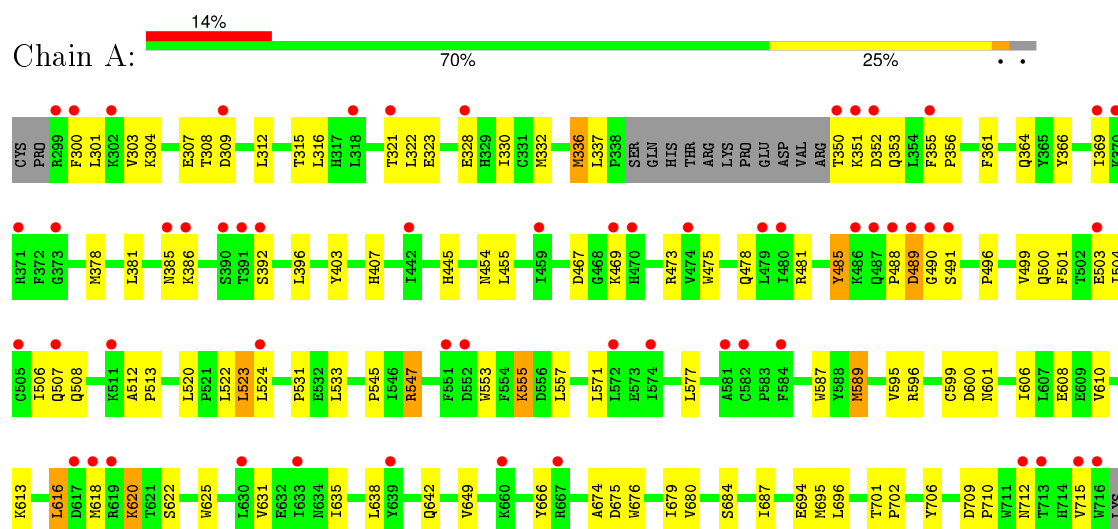 14%
Chain A:
70% 25% • •
CYS PRO R299 F300 L301 K302 V303 K304 E307 T308 D309 L312 T315 L316 H317 L318 T321 L322 E323 E328 H329 I330 C331 M332 M336 L337 P338 SER GLN HIS THR ARG LYS PRO GLU ASP VAL ARG T350 K351 D352 Q353 L354 F355 P356 F361 Q364 Y365 Y366 I369 K370
R371 F372 G373 M378 L381 N385 K386 S390 T391 S392 L396 Y403 H407 I442 H445 N454 L455 I459 D467 G468 K469 H470 R473 V474 W475 Q478 L479 I480 R481 Y485 K486 Q487 P488 D489 G490 S491 P496 V499 Q500 F501 T502 E503 I504
C505 I506 Q507 Q508 K511 A512 P513 L520 P521 L522 L523 L524 P531 E532 L533 P545 I546 R547 F551 D552 W553 F554 K555 D556 L557 L571 L572 E573 I574 L577 A581 C582 P583 F584 W587 Y588 M589 V595 R596 C599 D600 N601 I606 L607 E608 E609 V610
K613 L616 D617 M618 R619 K620 T621 S622 W625 L630 V631 E632 I633 N634 I635 L638 Y639 Q642 V649 K660 Y666 R667 A674 D675 W676 I679 V680 S684 I687 E694 M695 L696 T701 P702 Y706 D709 P710 W711 N712 T713 H714 V715 W716